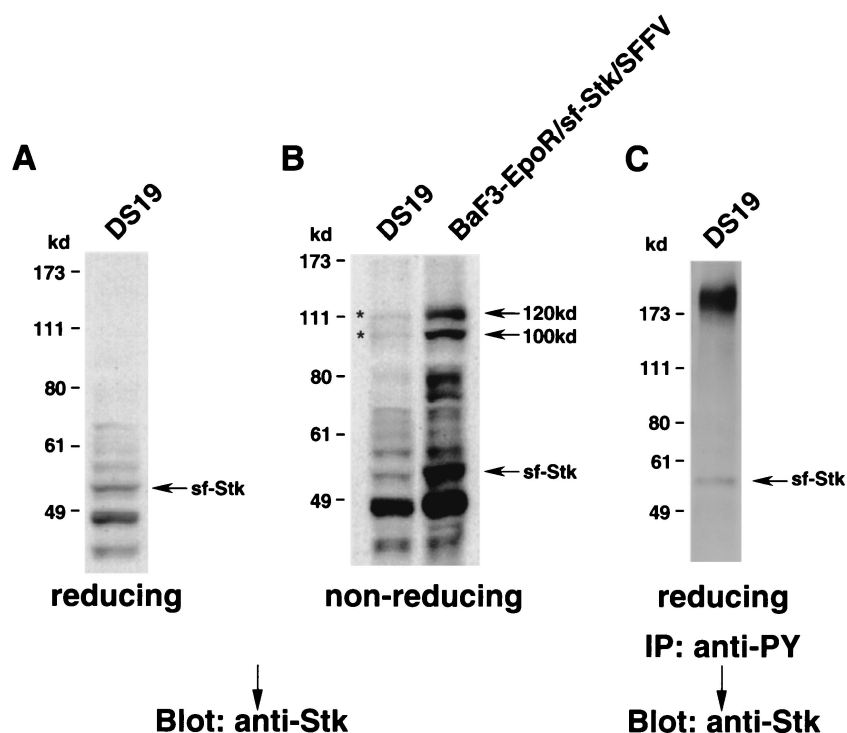 A
DS19
kd
173
111
80
61
49
sf-Stk
reducing
B
DS19
BaF3-EpoR/sf-Stk/SFFV
kd
173
111
80
61
49
*
*
120kd
100kd
sf-Stk
non-reducing
Blot: anti-Stk
C
DS19
kd
173
111
80
61
49
sf-Stk
reducing
IP: anti-PY
Blot: anti-Stk